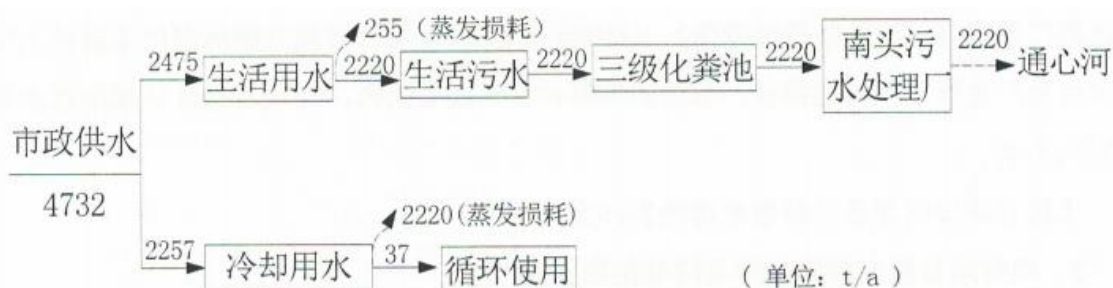 255（蒸发损耗）
2475 生活用水 2220 生活污水 2220 三级化粪池 2220 南头污水处理厂 2220 通心河
市政供水
4732
2220(蒸发损耗)
2257 冷却用水 37 循环使用
（单位：t/a）